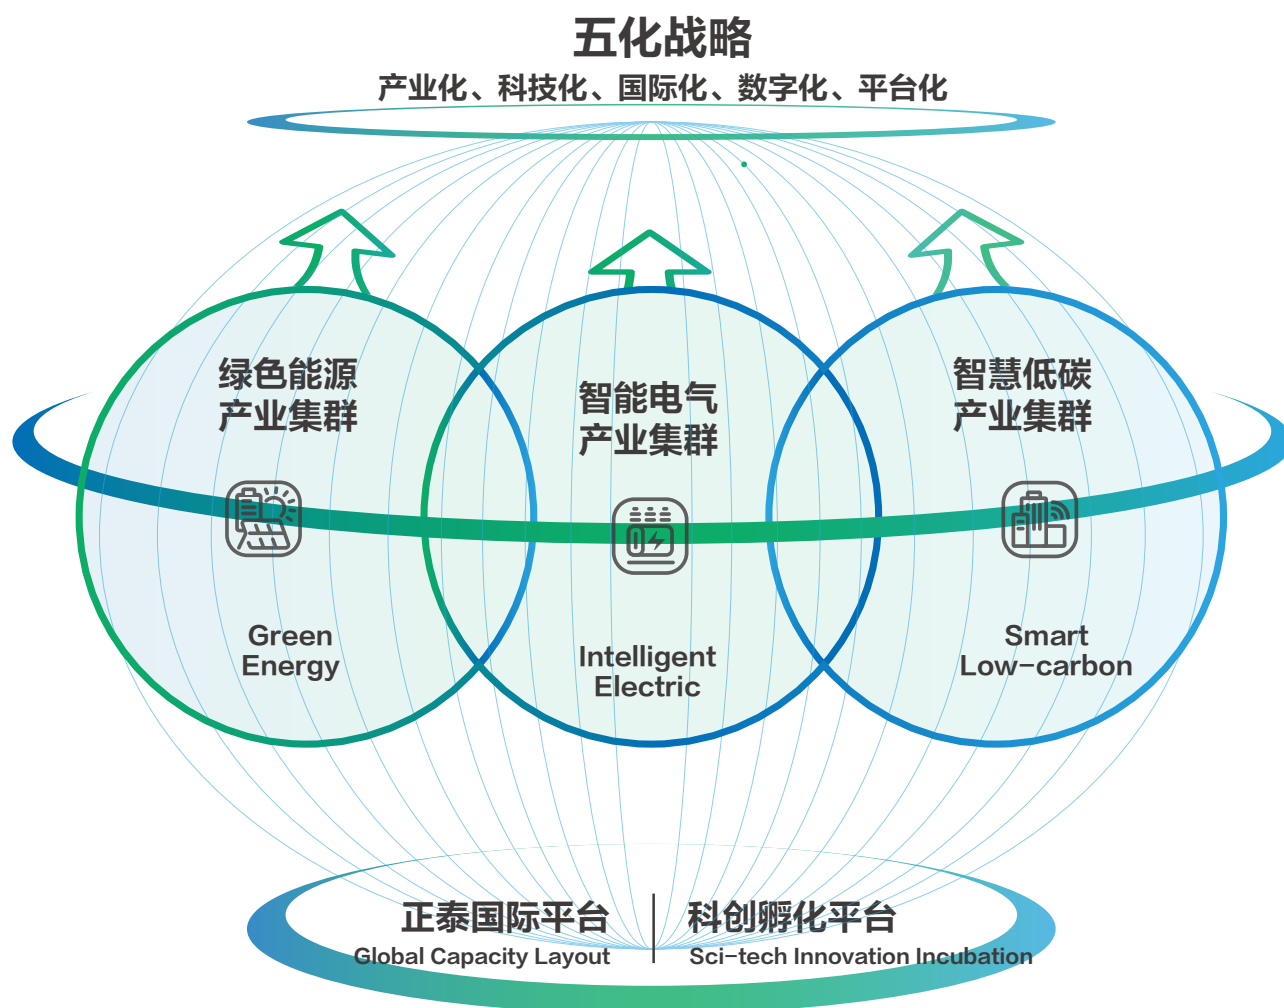 五化战略
产业化、科技化、国际化、数字化、平台化
绿色能源
产业集群
智能电气
产业集群
智慧低碳
产业集群
Green
Energy
Intelligent
Electric
Smart
Low-carbon
正泰国际平台
Global Capacity Layout
科创孵化平台
Sci-tech Innovation Incubation